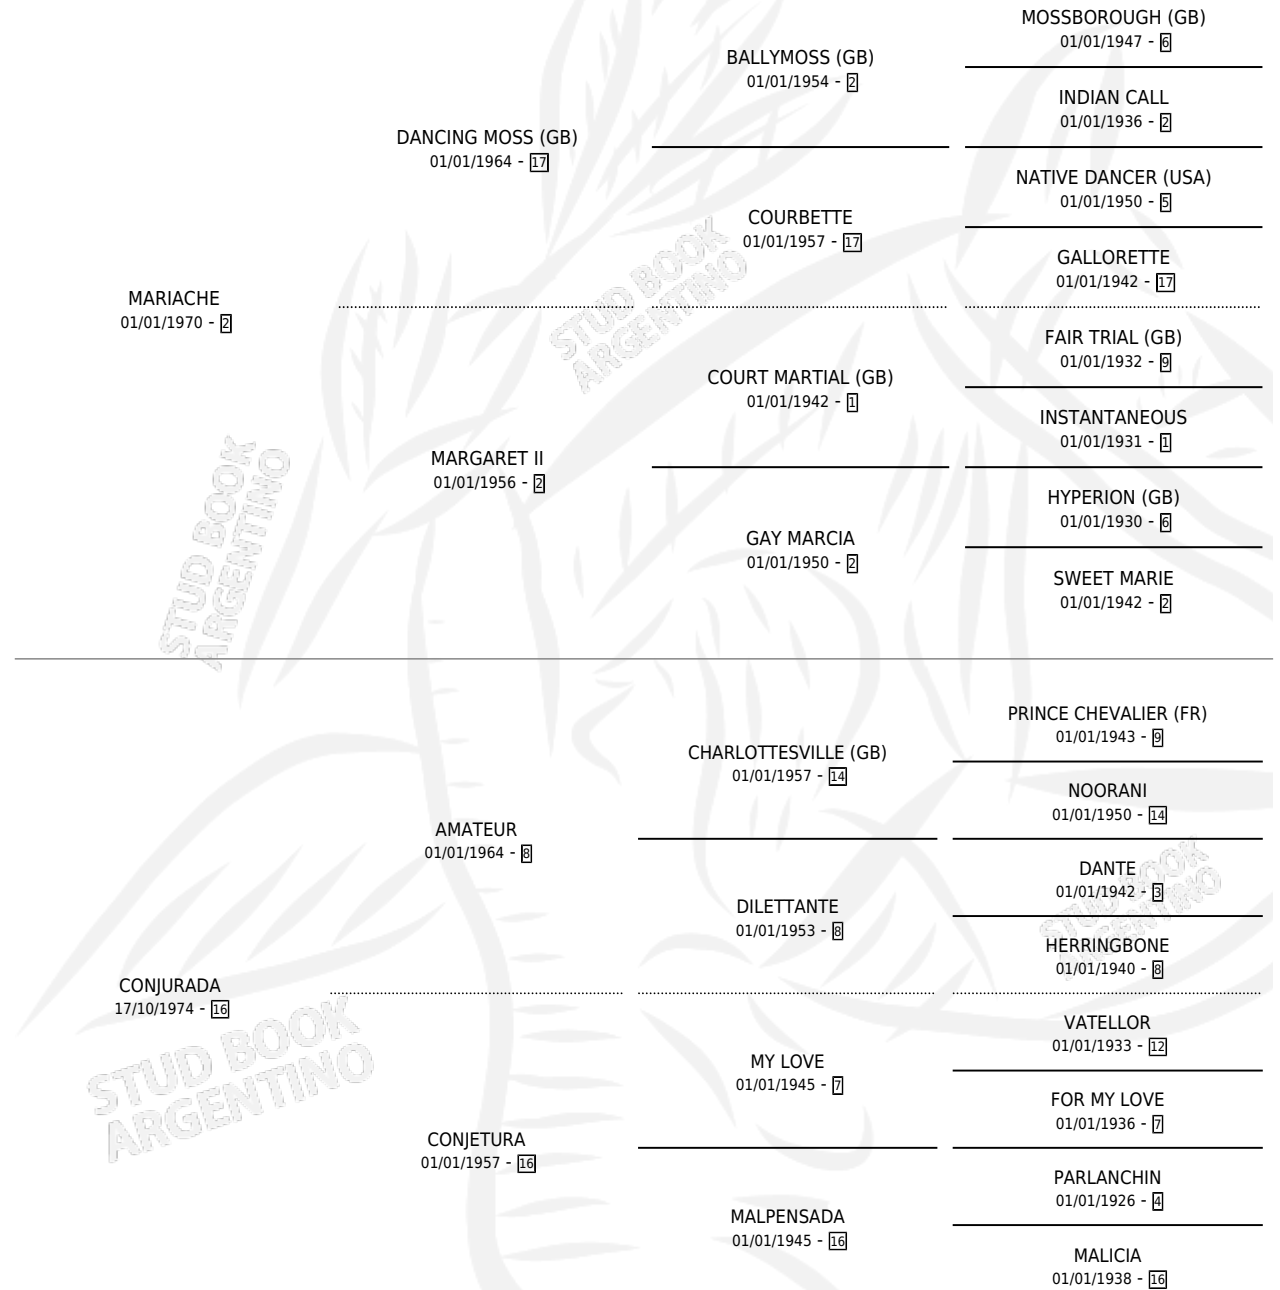 MOSSBOROUGH (GB)
01/01/1947 - 6
BALLYMOSS (GB)
01/01/1954 - 2
INDIAN CALL
01/01/1936 - 2
DANCING MOSS (GB)
01/01/1964 - 17
NATIVE DANCER (USA)
01/01/1950 - 5
COURBETTE
01/01/1957 - 17
GALLORETTE
01/01/1942 - 17
MARIACHE
01/01/1970 - 2
FAIR TRIAL (GB)
01/01/1932 - 9
COURT MARTIAL (GB)
01/01/1942 - 1
INSTANTANEOUS
01/01/1931 - 1
MARGARET II
01/01/1956 - 2
HYPERION (GB)
01/01/1930 - 6
GAY MARCIA
01/01/1950 - 2
SWEET MARIE
01/01/1942 - 2
STUD BOOK
ARGENTINO
STUD BOOK
ARGENTINO
PRINCE CHEVALIER (FR)
01/01/1943 - 9
CHARLOTTESVILLE (GB)
01/01/1957 - 14
NOORANI
01/01/1950 - 14
AMATEUR
01/01/1964 - 8
DANTE
01/01/1942 - 3
DILETTANTE
01/01/1953 - 8
HERRINGBONE
01/01/1940 - 8
CONJURADA
17/10/1974 - 16
VATELLOR
01/01/1933 - 12
MY LOVE
01/01/1945 - 7
FOR MY LOVE
01/01/1936 - 7
CONJETURA
01/01/1957 - 16
PARLANCHIN
01/01/1926 - 4
MALPENSADA
01/01/1945 - 16
MALICIA
01/01/1938 - 16
STUD BOOK
ARGENTINO
STUD BOOK
ARGENTINO